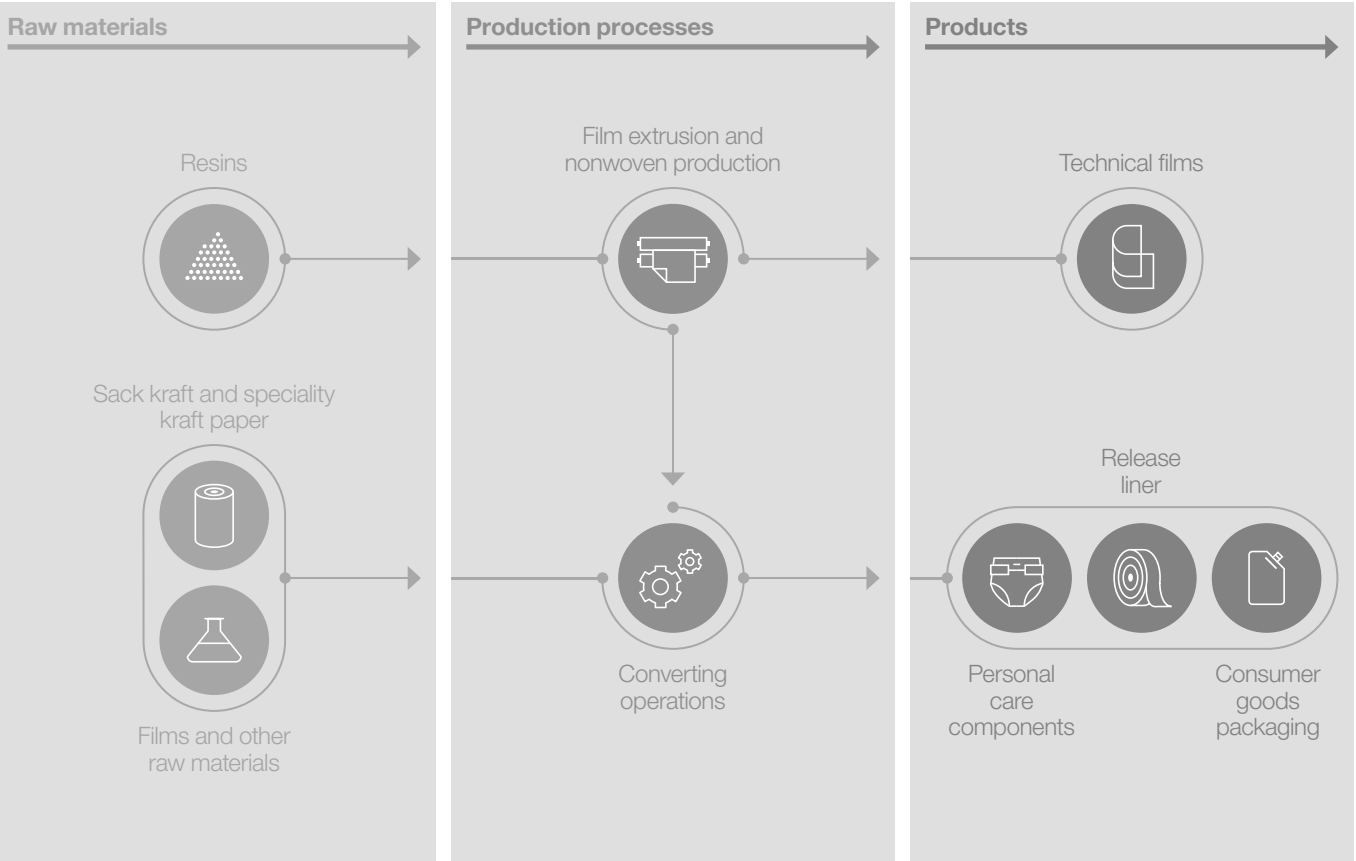 Raw materials
Production processes
Products
Resins
Film extrusion and
nonwoven production
Technical films
Sack kraft and speciality
kraft paper
Films and other
raw materials
Converting
operations
Release
liner
Personal
care
components
Consumer
goods
packaging